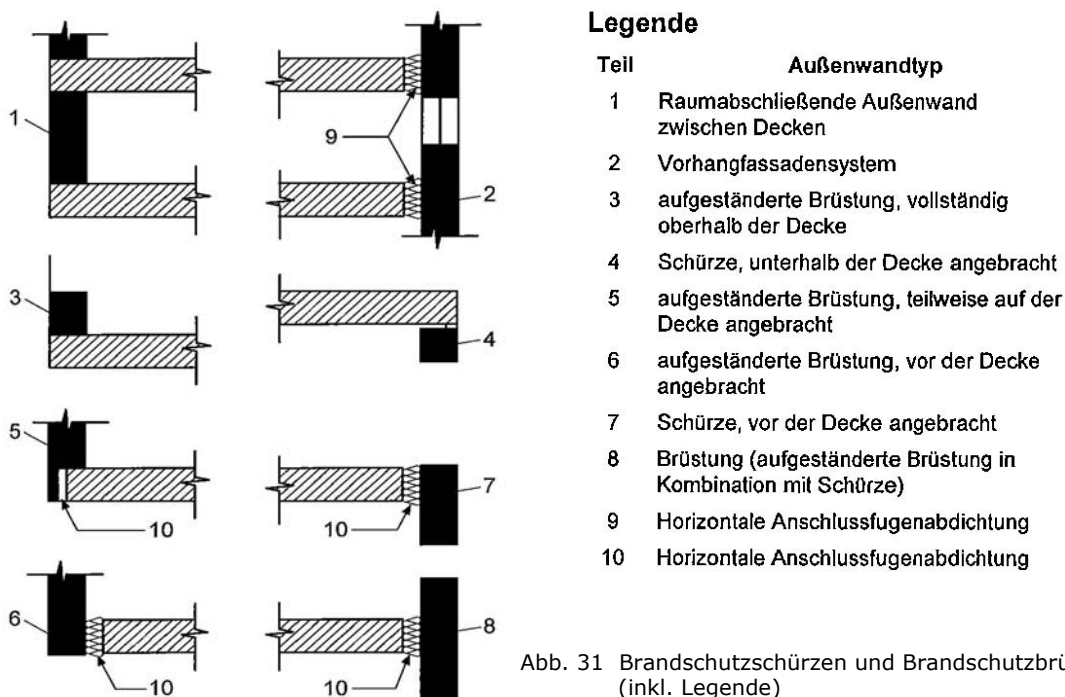 1
9
2
3
4
5
10
10
7
6
10
10
8
Legende
Teil Außenwandtyp
1 Raumabschließende Außenwand
zwischen Decken
2 Vorhangfassadensystem
3 aufgeständerte Brüstung, vollständig
oberhalb der Decke
4 Schürze, unterhalb der Decke angebracht
5 aufgeständerte Brüstung, teilweise auf der
Decke angebracht
6 aufgeständerte Brüstung, vor der Decke
angebracht
7 Schürze, vor der Decke angebracht
8 Brüstung (aufgeständerte Brüstung in
Kombination mit Schürze)
9 Horizontale Anschlussfugenabdichtung
10 Horizontale Anschlussfugenabdichtung
Abb. 31 Brandschutzschürzen und
(inkl. Legende)